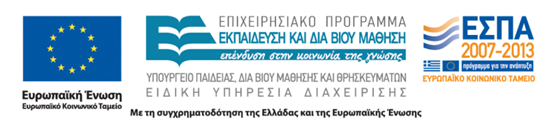 Ευρωπαϊκή Ένωση
Ευρωπαϊκό Κοινωνικό Ταμείο
ΕΠΙΧΕΙΡΗΣΙΑΚΟ ΠΡΟΓΡΑΜΜΑ
ΕΚΠΑΙΔΕΥΣΗ ΚΑΙ ΔΙΑ ΒΙΟΥ ΜΑΘΗΣΗ
επένδυση στην κοινωνία της γνώσης
ΥΠΟΥΡΓΕΙΟ ΠΑΙΔΕΙΑΣ, ΔΙΑ ΒΙΟΥ ΜΑΘΗΣΗΣ ΚΑΙ ΘΡΗΣΚΕΥΜΑΤΩΝ
ΕΙΔΙΚΗ ΥΠΗΡΕΣΙΑ ΔΙΑΧΕΙΡΙΣΗΣ
ΕΣΠΑ
2007-2013
πρόγραμμα για την ανάπτυξη
ΕΥΡΩΠΑΪΚΟ ΚΟΙΝΩΝΙΚΟ ΤΑΜΕΙΟ
Με τη συγχρηματοδότηση της Ελλάδας και της Ευρωπαϊκής Ένωσης